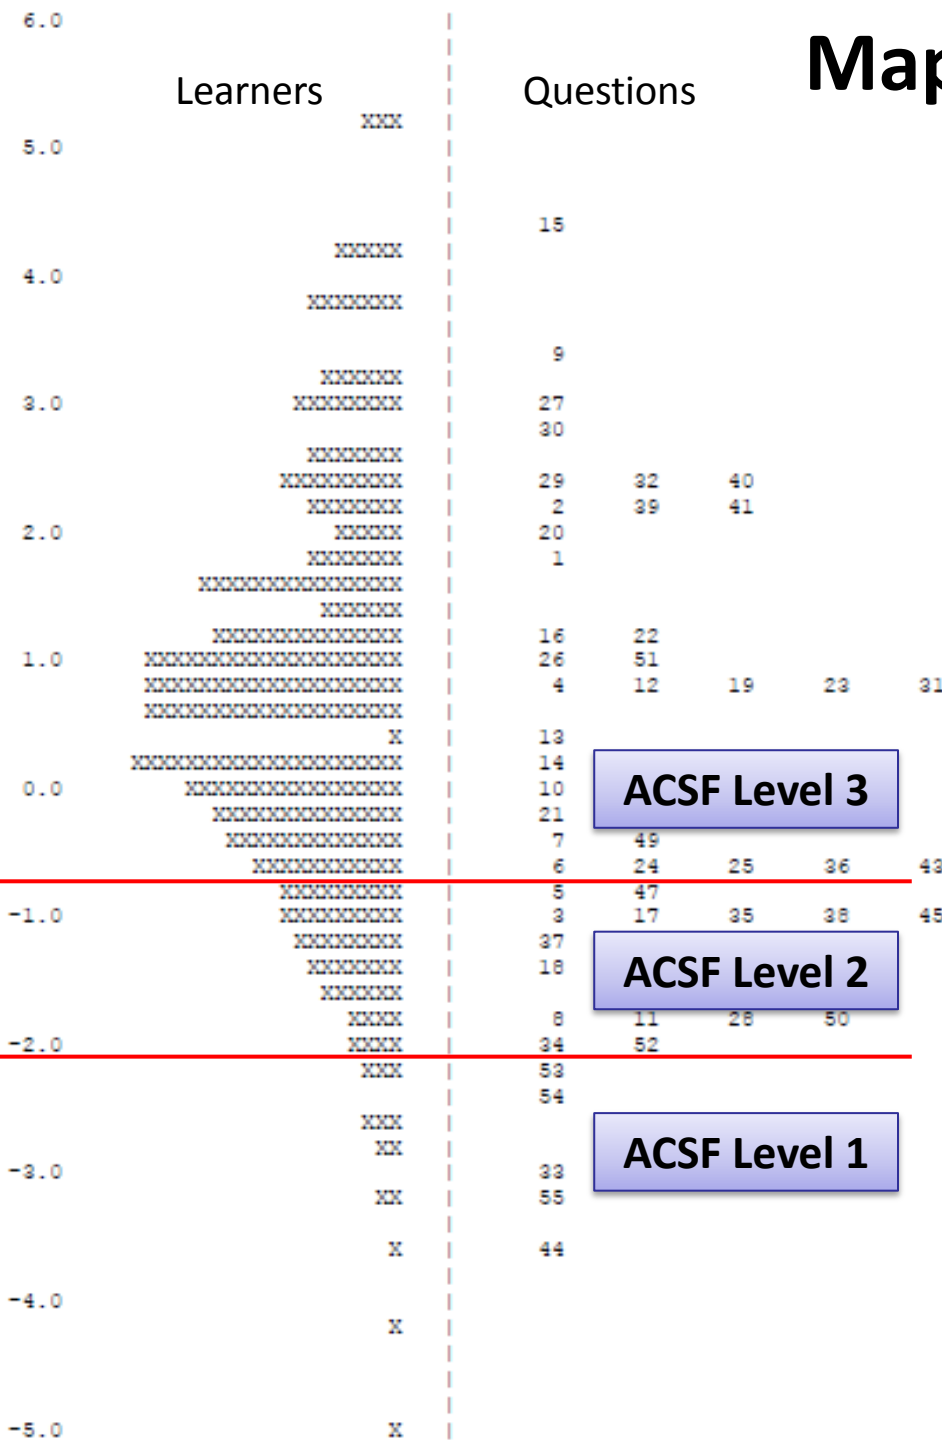 6.0
Map
Learners Questions
XXX
5.0
15
XXXXX
4.0
XXXXXXX
9
XXXXXX
3.0 XXXXXXXX 27
30
XXXXXXX
XXXXXXXXX 29 32 40
XXXXXXX 2 39 41
2.0 XXXXX 20
XXXXXXX 1
XXXXXXXXXXXXXXX
XXXXXX
XXXXXXXXXXXXXX 16 22
1.0 XXXXXXXXXXXXXXXXXXX 26 51
XXXXXXXXXXXXXXXXXXX 4 12 19 23 31
XXXXXXXXXXXXXXXXXXX
X 13
XXXXXXXXXXXXXXXXXXXX 14
0.0 XXXXXXXXXXXXXXXX 10
ACSF Level 3
XXXXXXXXXXXXXX 21
XXXXXXXXXXXXX 7 49
XXXXXXXXXXX 6 24 25 36 43
XXXXXXXXX 5 47
-1.0 XXXXXXXXX 3 17 35 38 45
XXXXXXXX 37
XXXXXXX 18
ACSF Level 2
XXXXXX
XXXX 8 11 28 50
-2.0 XXXX 34 52
XXX 53
54
XXX
XX
ACSF Level 1
-3.0 33
XX 55
X 44
-4.0
X
-5.0 X